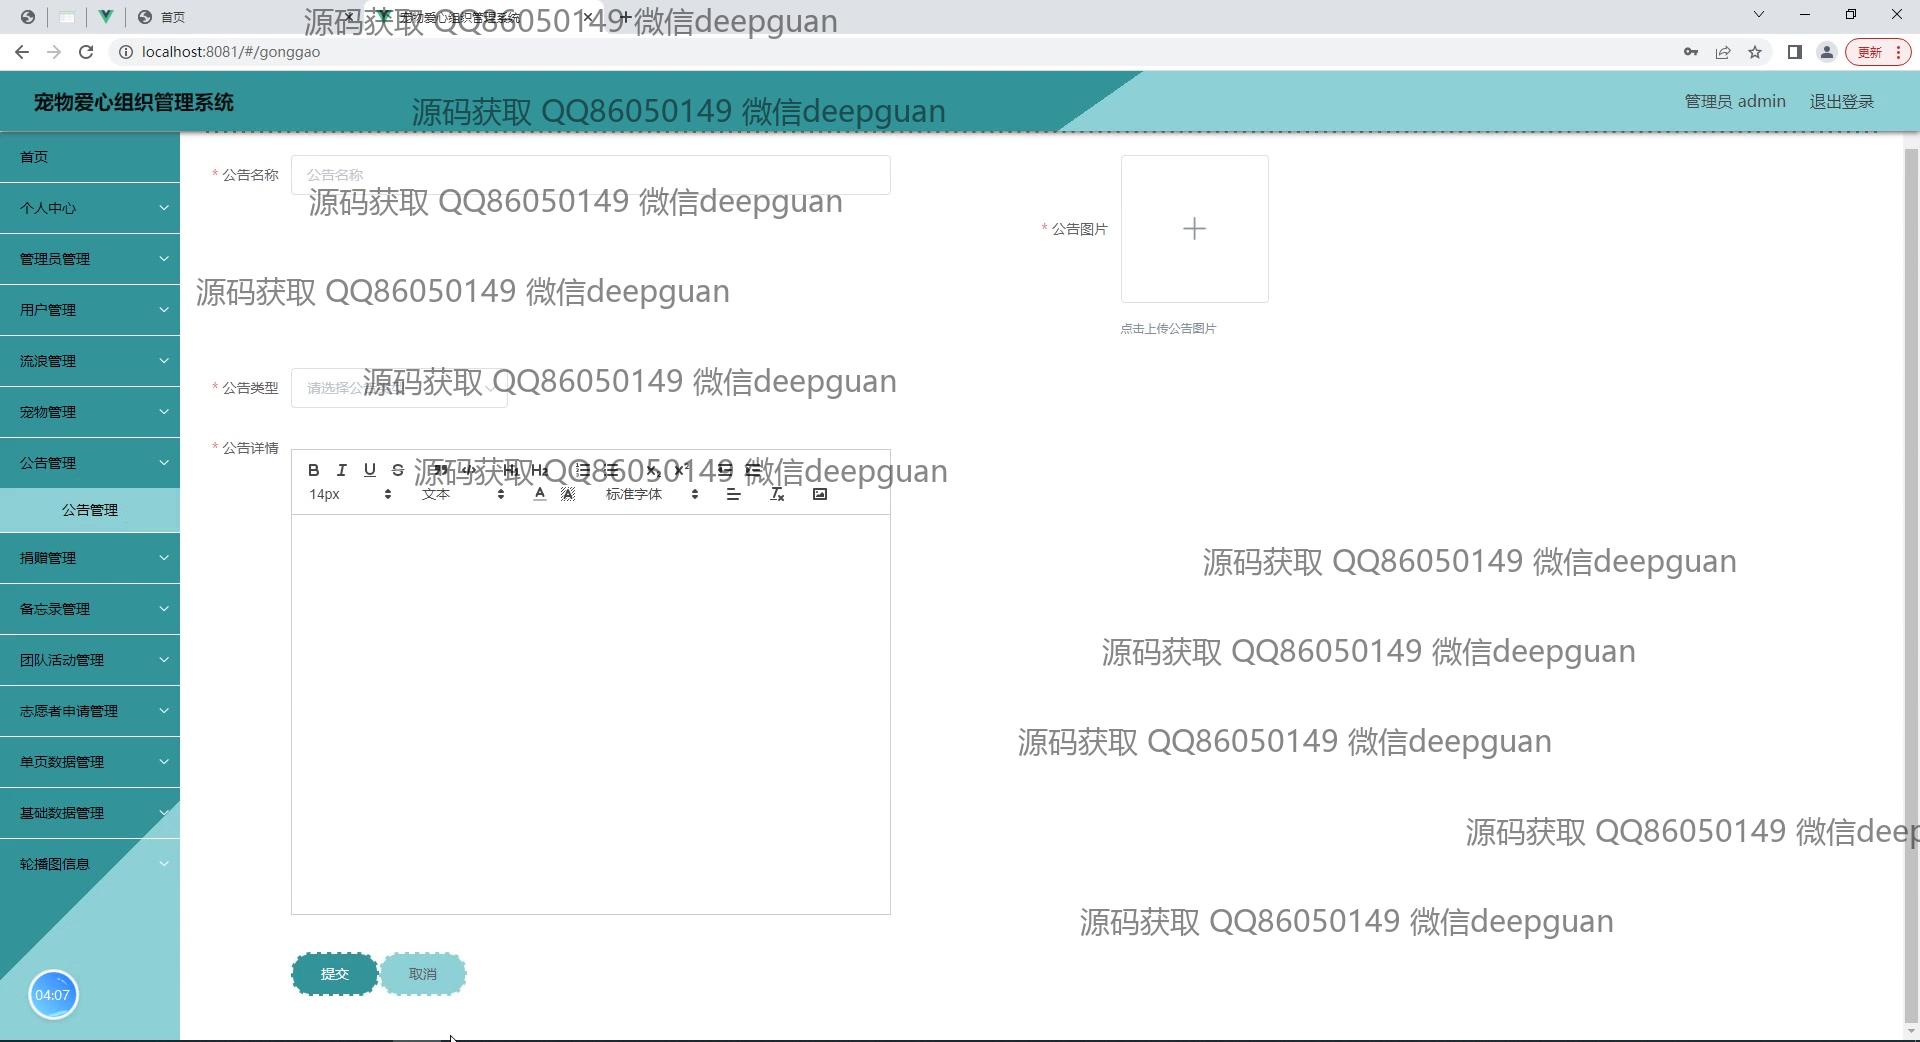 首页
宠物爱心组织管理系统
源码获取 QQ86050149 微信deepguan
localhost:8081/#/gonggao
更新
宠物爱心组织管理系统
源码获取 QQ86050149 微信deepguan
管理员 admin
退出登录
首页
个人中心
管理员管理
用户管理
流浪管理
宠物管理
公告管理
公告管理
捐赠管理
备忘录管理
团队活动管理
志愿者申请管理
单页数据管理
基础数据管理
轮播图信息
04:07
* 公告名称
公告名称
源码获取 QQ86050149 微信deepguan
* 公告图片
源码获取 QQ86050149 微信deepguan
点击上传公告图片
* 公告类型
请选择公
源码获取 QQ86050149 微信deepguan
* 公告详情
B I U S H1 H2 x₂ x²
源码获取 QQ86050149 微信deepguan
14px 文本 A A 标准字体
源码获取 QQ86050149 微信deepguan
源码获取 QQ86050149 微信deepguan
源码获取 QQ86050149 微信deepguan
源码获取 QQ86050149 微信deep
源码获取 QQ86050149 微信deepguan
提交
取消